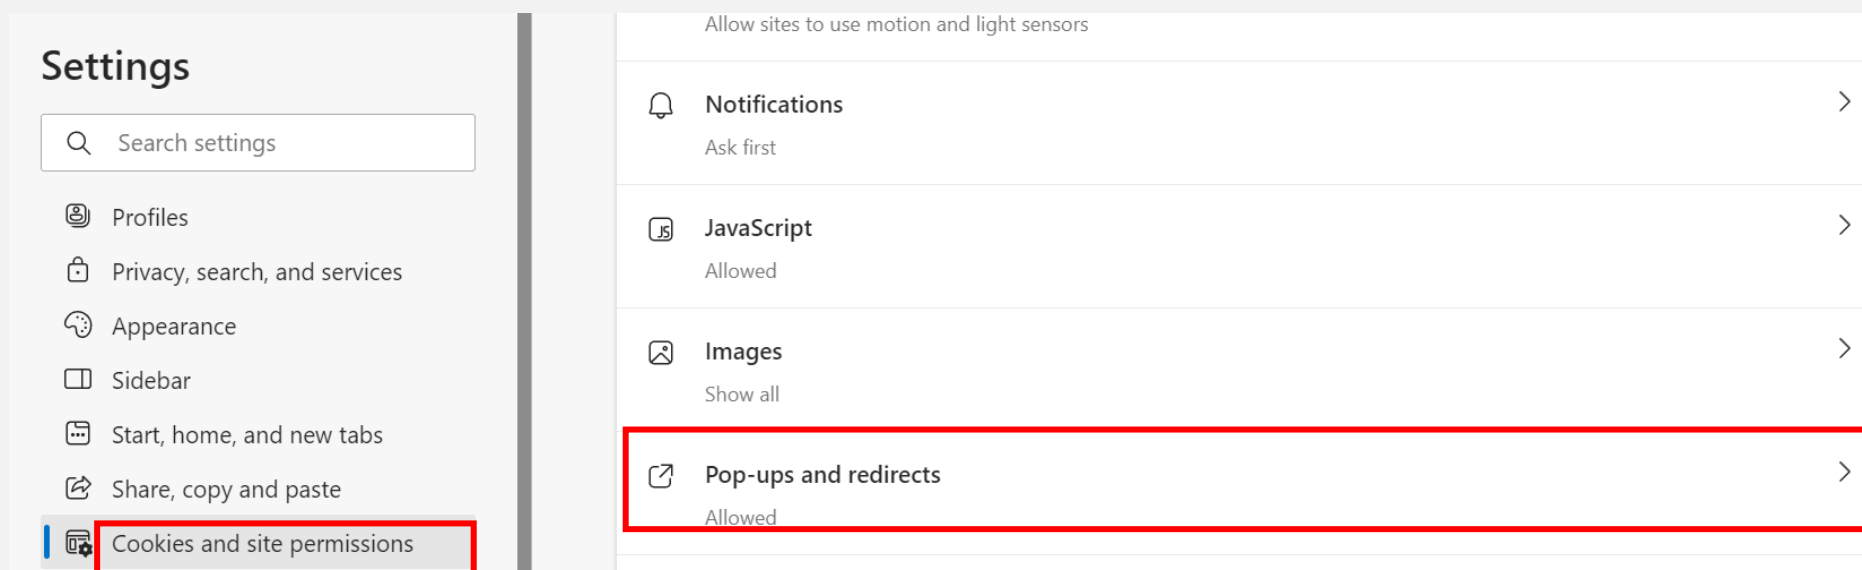 Settings
Search settings
Profiles
Privacy, search, and services
Appearance
Sidebar
Start, home, and new tabs
Share, copy and paste
Cookies and site permissions
Allow sites to use motion and light sensors
Notifications
Ask first
JS
JavaScript
Allowed
Images
Show all
Pop-ups and redirects
Allowed